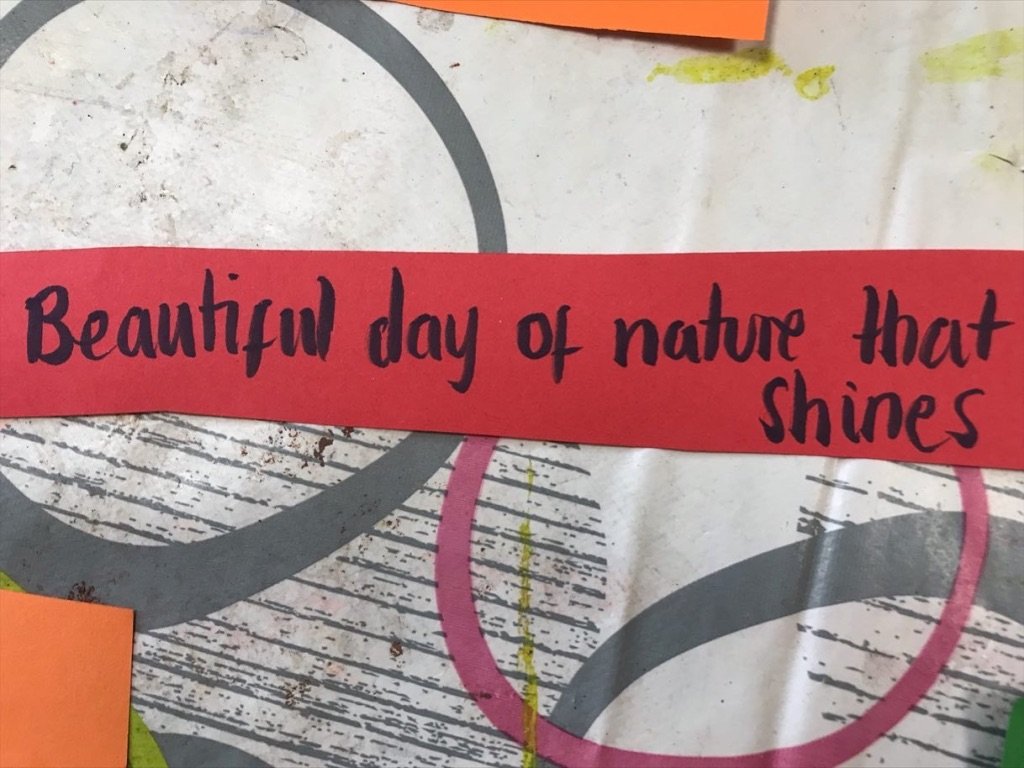 Beautiful day of nature that
shines